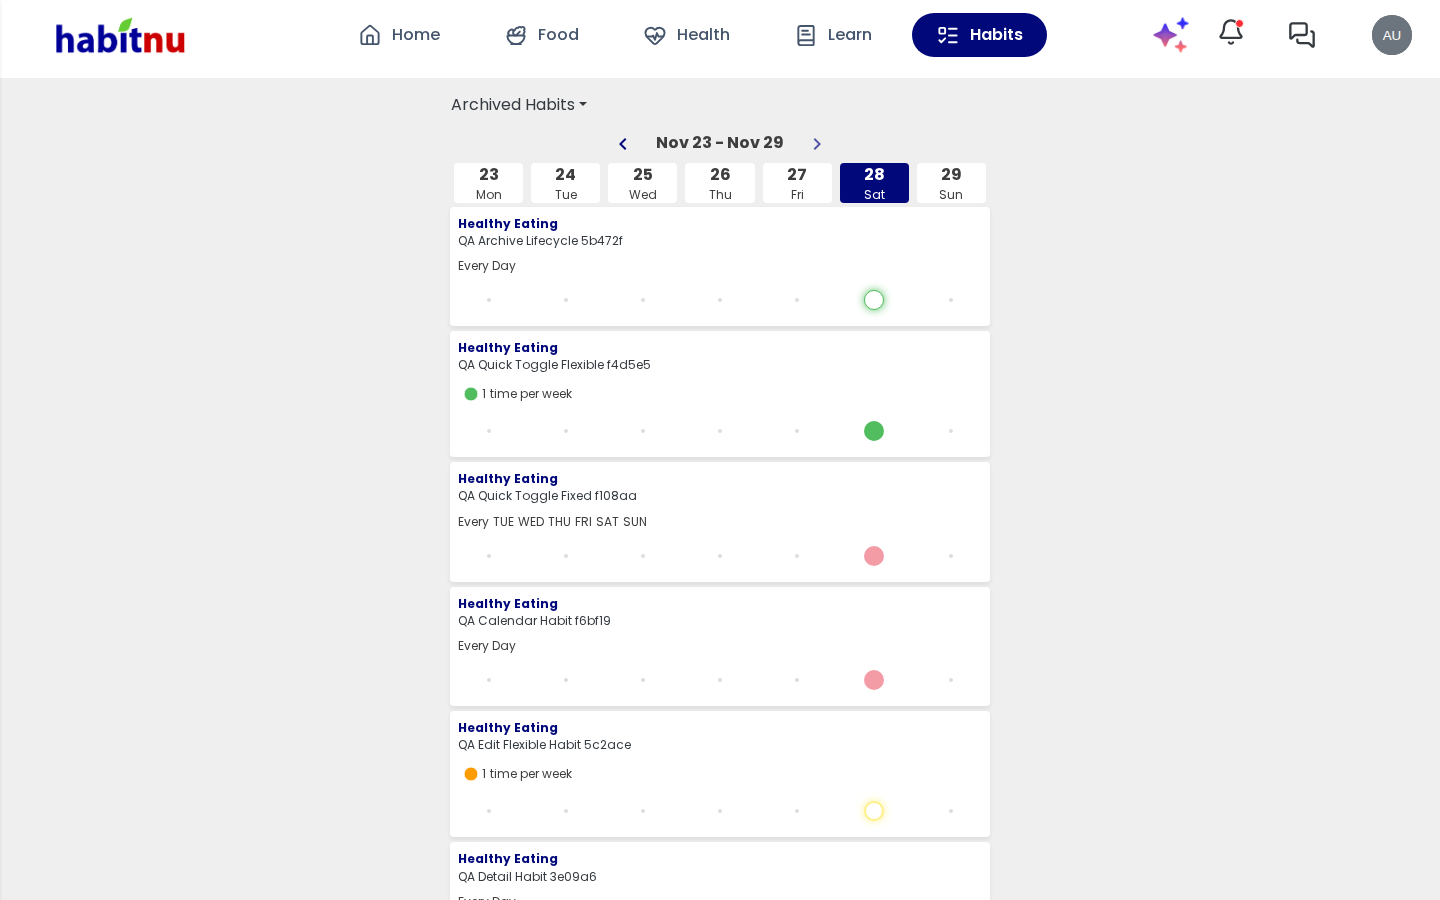 habitnu
Home
Food
Health
Learn
Habits
AU
Archived Habits
Nov 23 - Nov 29
23 24 25 26 27 28 29
Mon Tue Wed Thu Fri Sat Sun
Healthy Eating
QA Archive Lifecycle 5b472f
Every Day
Healthy Eating
QA Quick Toggle Flexible f4d5e5
1 time per week
Healthy Eating
QA Quick Toggle Fixed f108aa
Every TUE WED THU FRI SAT SUN
Healthy Eating
QA Calendar Habit f6bf19
Every Day
Healthy Eating
QA Edit Flexible Habit 5c2ace
1 time per week
Healthy Eating
QA Detail Habit 3e09a6
Every Day